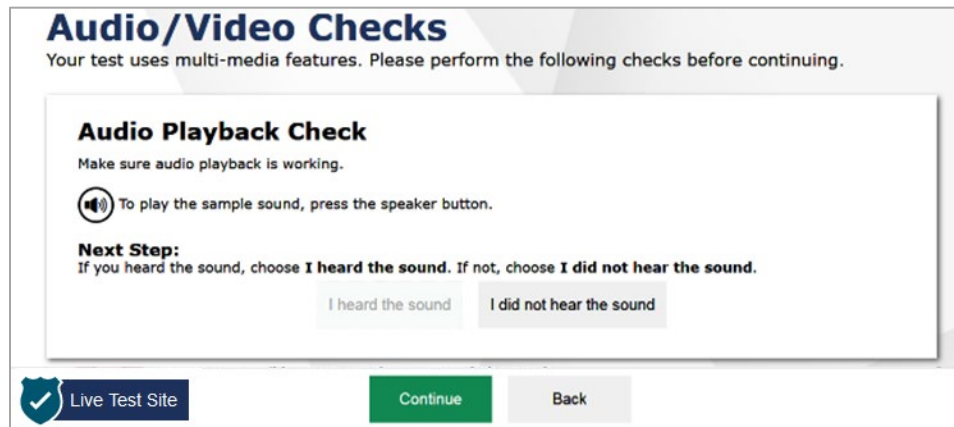 Audio/Video Checks
Your test uses multi-media features. Please perform the following checks before continuing.
Audio Playback Check
Make sure audio playback is working.
To play the sample sound, press the speaker button.
Next Step:
If you heard the sound, choose I heard the sound. If not, choose I did not hear the sound.
I heard the sound
I did not hear the sound
Live Test Site
Continue
Back